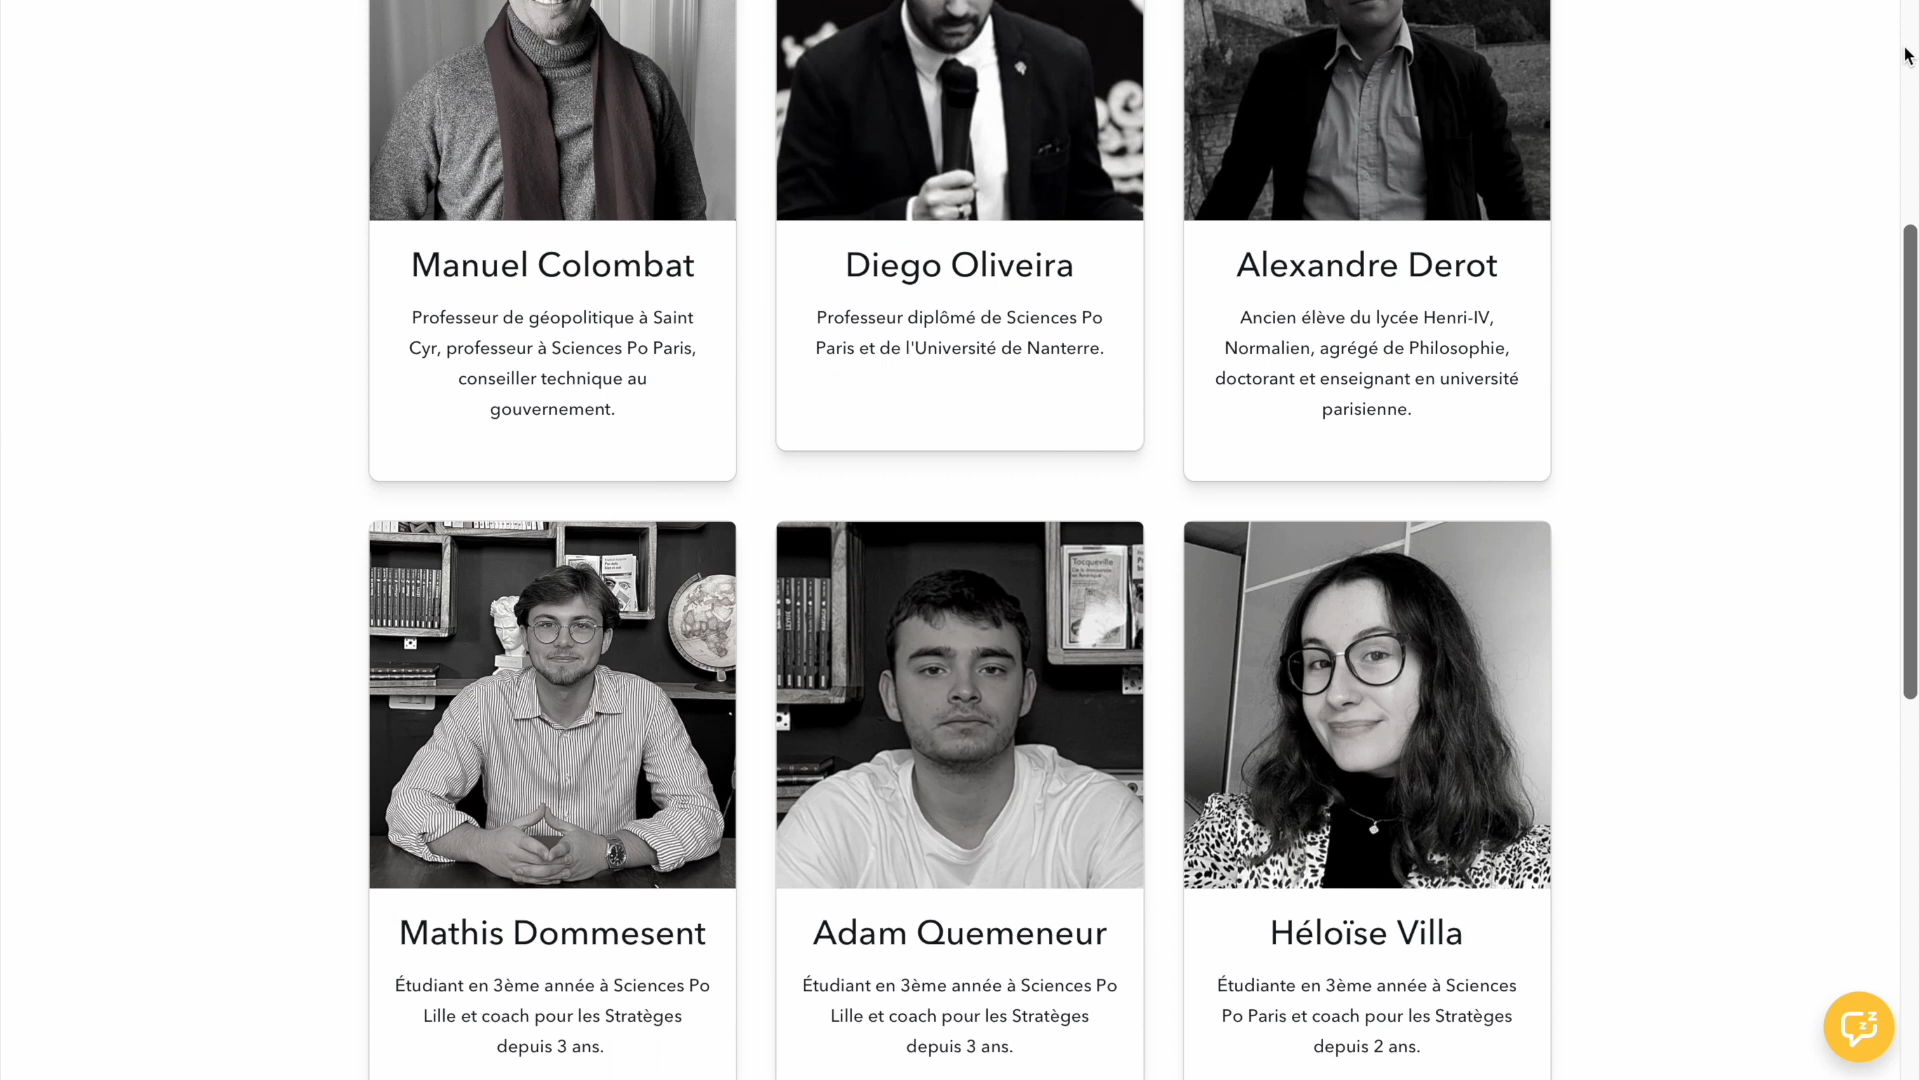 Manuel Colombat
Professeur de géopolitique à Saint
Cyr, professeur à Sciences Po Paris,
conseiller technique au
gouvernement.
Diego Oliveira
Professeur diplômé de Sciences Po
Paris et de l'Université de Nanterre.
Alexandre Derot
Ancien élève du lycée Henri-IV,
Normalien, agrégé de Philosophie,
doctorant et enseignant en université
parisienne.
Tocqueville
Mathis Dommesent
Étudiant en 3ème année à Sciences Po
Lille et coach pour les Stratèges
depuis 3 ans.
Adam Quemeneur
Étudiant en 3ème année à Sciences Po
Lille et coach pour les Stratèges
depuis 3 ans.
Héloïse Villa
Étudiante en 3ème année à Sciences
Po Paris et coach pour les Stratèges
depuis 2 ans.